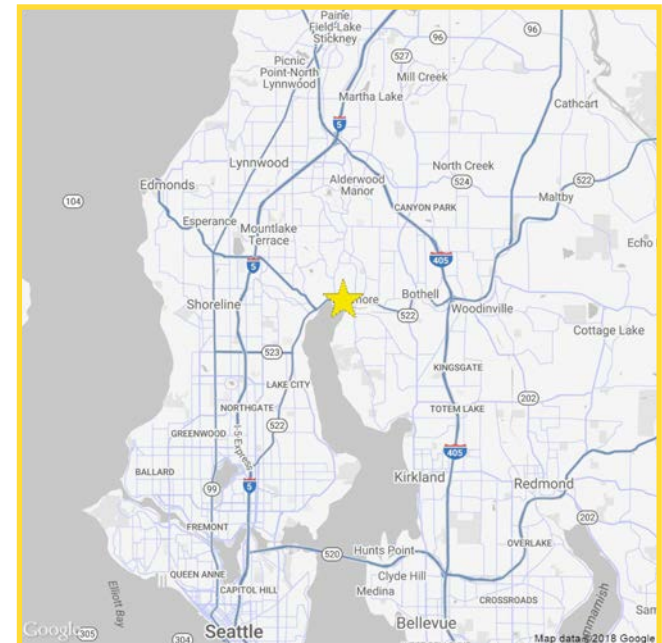 Paine
Field-Lake
Stickney
96
96
527
Picnic
Point-North
Lynnwood
Mill Creek
Martha Lake
Cathcart
5
Lynnwood
North Creek
Alderwood
Manor
524
522
Edmonds
Maltby
104
CANYON PARK
Esperance
Mountlake
Terrace
Echo
405
5
Bothell
Shoreline
more
522
Woodinville
Cottage Lake
523
KINGSGATE
LAKE CITY
202
NORTHGATE
TOTEM LAKE
522
GREENWOOD
I-5 Express
405
BALLARD
Kirkland
Redmond
99
5
202
FREMONT
OVERLAKE
520
Hunts Point
QUEEN ANNE
Clyde Hill
CAPITOL HILL
Medina
CROSSROADS
Elliott Bay
Sam
mmamish
Google
305
304
Seattle
Bellevue
Map data ©2018 Google